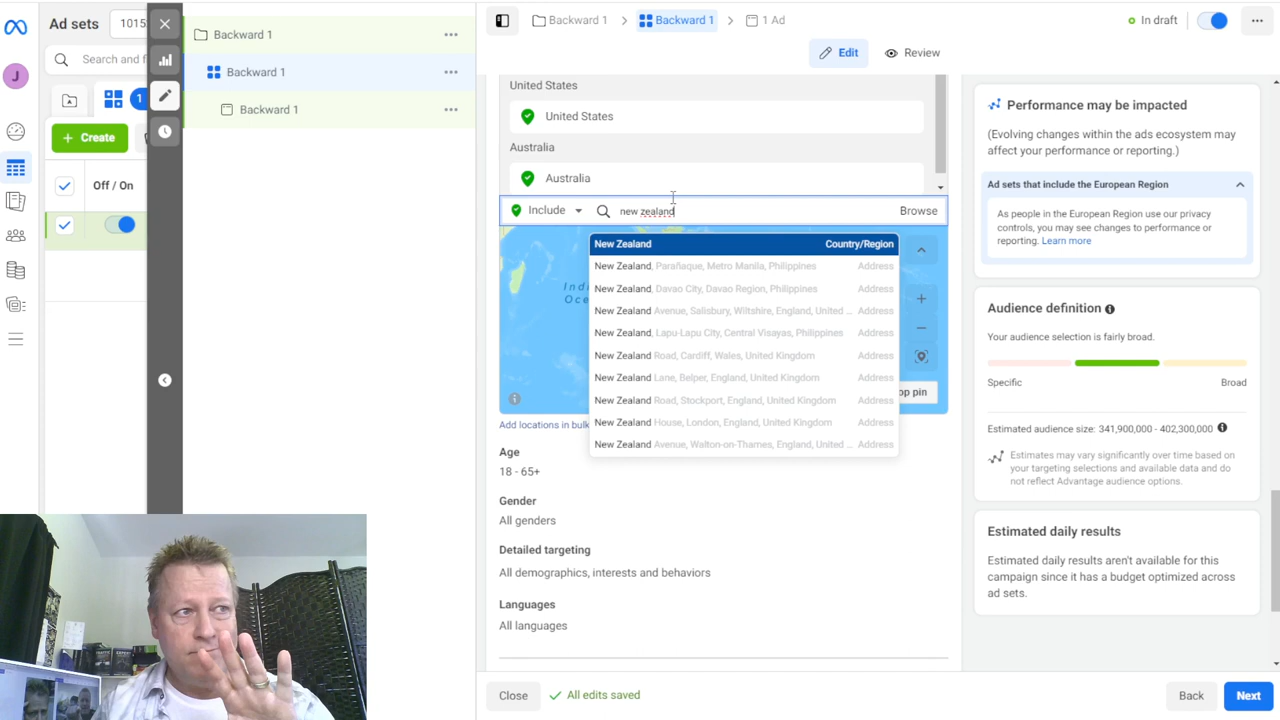 Ad sets
1015
Search and f
J
1
Create
Off / On
Backward 1
Backward 1
Backward 1
Backward 1
Backward 1
1 Ad
In draft
Edit
Review
United States
United States
Australia
Australia
Include
new zealand
Browse
New Zealand Country/Region
New Zealand, Parañaque, Metro Manila, Philippines Address
New Zealand, Davao City, Davao Region, Philippines Address
New Zealand Avenue, Salisbury, Wiltshire, England, United ... Address
New Zealand, Lapu-Lapu City, Central Visayas, Philippines Address
New Zealand Road, Cardiff, Wales, United Kingdom Address
New Zealand Lane, Belper, England, United Kingdom Address
New Zealand Road, Stockport, England, United Kingdom Address
New Zealand House, London, England, United Kingdom Address
New Zealand Avenue, Walton-on-Thames, England, United ... Address
Indi
Oce
op pin
Add locations in bulk
Age
18 - 65+
Gender
All genders
Detailed targeting
All demographics, interests and behaviors
Languages
All languages
Close
All edits saved
Back
Next
Performance may be impacted
(Evolving changes within the ads ecosystem may
affect your performance or reporting.)
Ad sets that include the European Region
As people in the European Region use our privacy
controls, you may see changes to performance or
reporting. Learn more
Audience definition
Your audience selection is fairly broad.
Specific
Broad
Estimated audience size: 341,900,000 - 402,300,000
Estimates may vary significantly over time based on
your targeting selections and available data and do
not reflect Advantage audience options.
Estimated daily results
Estimated daily results aren't available for this
campaign since it has a budget optimized across
ad sets.